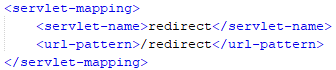 <servlet-mapping>
    <servlet-name>redirect</servlet-name>
    <url-pattern>/redirect</url-pattern>
</servlet-mapping>